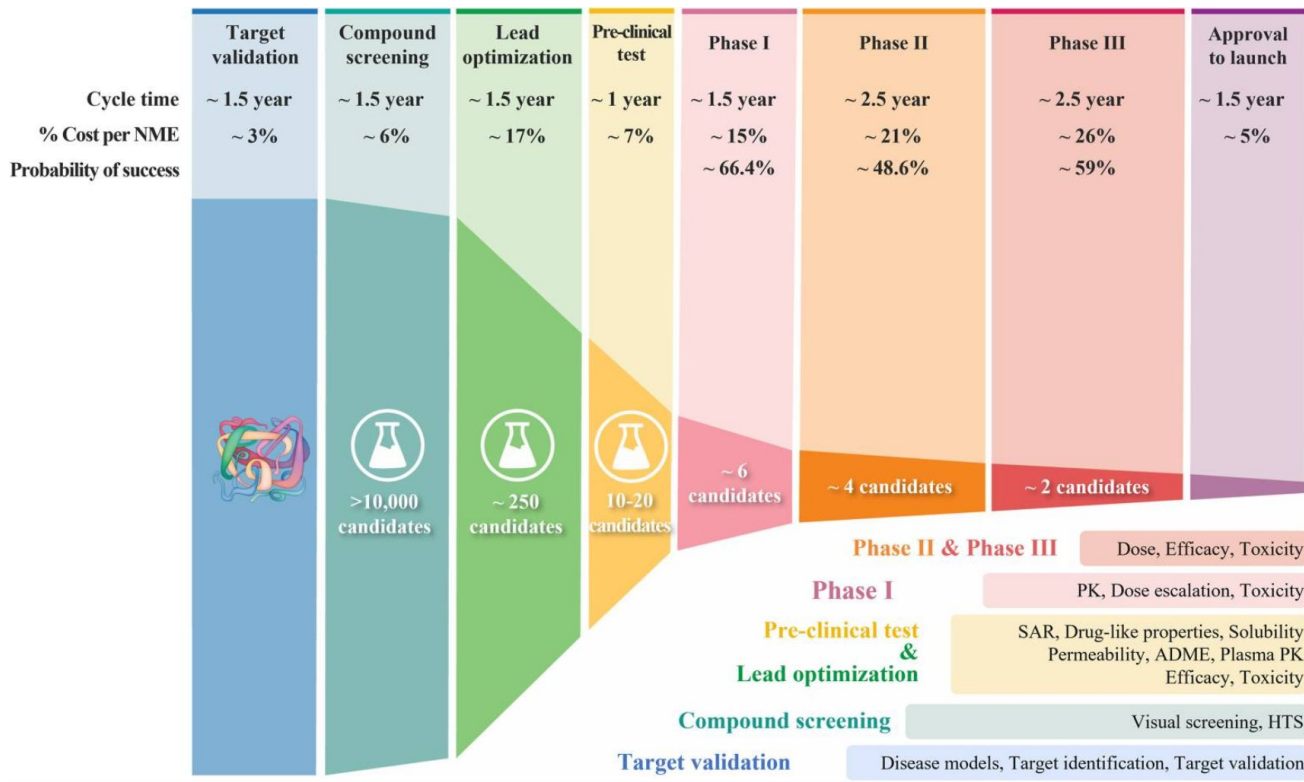 Target
validation
Compound
screening
Lead
optimization
Pre-clinical
test
Phase I
Phase II
Phase III
Approval
to launch
Cycle time ~ 1.5 year ~ 1.5 year ~ 1.5 year ~ 1 year ~ 1.5 year ~ 2.5 year ~ 2.5 year ~ 1.5 year
% Cost per NME ~ 3% ~ 6% ~ 17% ~ 7% ~ 15% ~ 21% ~ 26% ~ 5%
Probability of success ~ 66.4% ~ 48.6% ~ 59%
>10,000
candidates
~ 250
candidates
10-20
candidates
~ 6
candidates
~ 4 candidates
~ 2 candidates
Phase II & Phase III
Dose, Efficacy, Toxicity
Phase I
PK, Dose escalation, Toxicity
Pre-clinical test
&
Lead optimization
SAR, Drug-like properties, Solubility
Permeability, ADME, Plasma PK
Efficacy, Toxicity
Compound screening
Visual screening, HTS
Target validation
Disease models, Target identification, Target validation